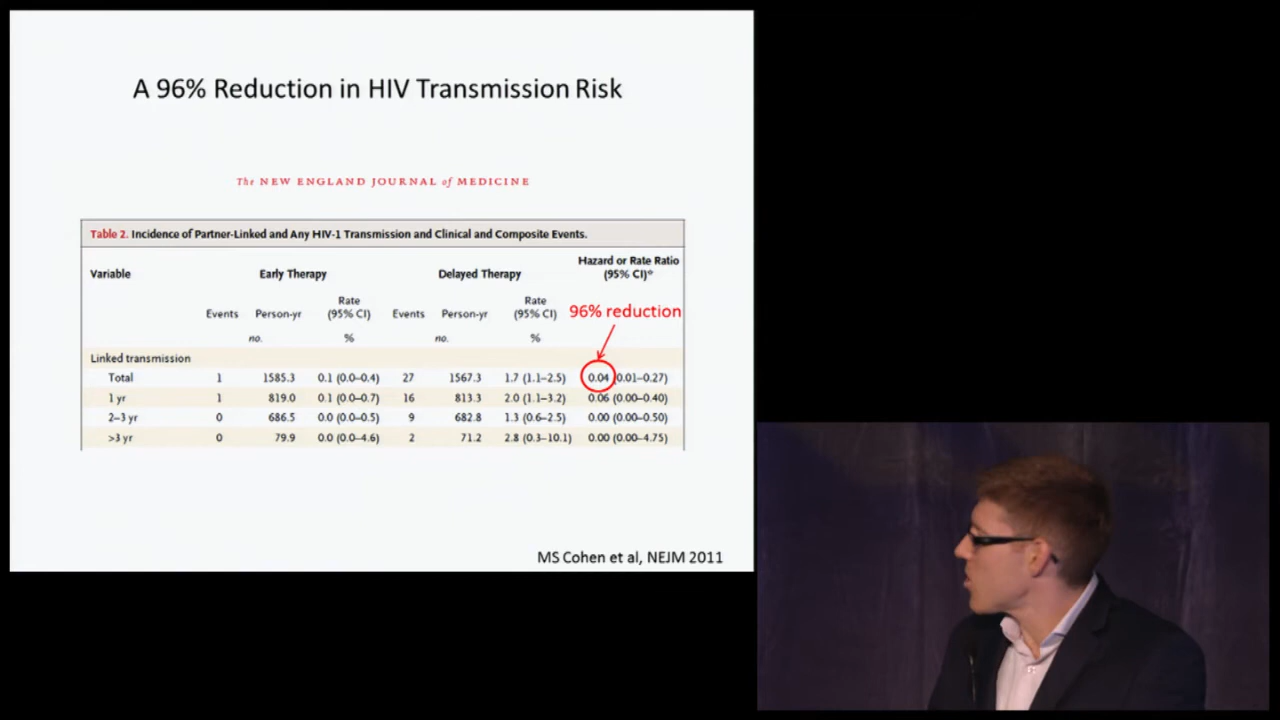 A 96% Reduction in HIV Transmission Risk
The NEW ENGLAND JOURNAL of MEDICINE
Table 2. Incidence of Partner-Linked and Any HIV-1 Transmission and Clinical and Composite Events.
Variable Early Therapy Delayed Therapy Hazard or Rate Ratio (95% CI)*
Events Person-yr Rate (95% CI) Events Person-yr Rate (95% CI)
96% reduction
no. % no. %
Linked transmission
Total 1 1585.3 0.1 (0.0–0.4) 27 1567.3 1.7 (1.1–2.5) 0.04 (0.01–0.27)
1 yr 1 819.0 0.1 (0.0–0.7) 16 813.3 2.0 (1.1–3.2) 0.06 (0.00–0.40)
2–3 yr 0 686.5 0.0 (0.0–0.5) 9 682.8 1.3 (0.6–2.5) 0.00 (0.00–0.50)
>3 yr 0 79.9 0.0 (0.0–4.6) 2 71.2 2.8 (0.3–10.1) 0.00 (0.00–4.75)
MS Cohen et al, NEJM 2011